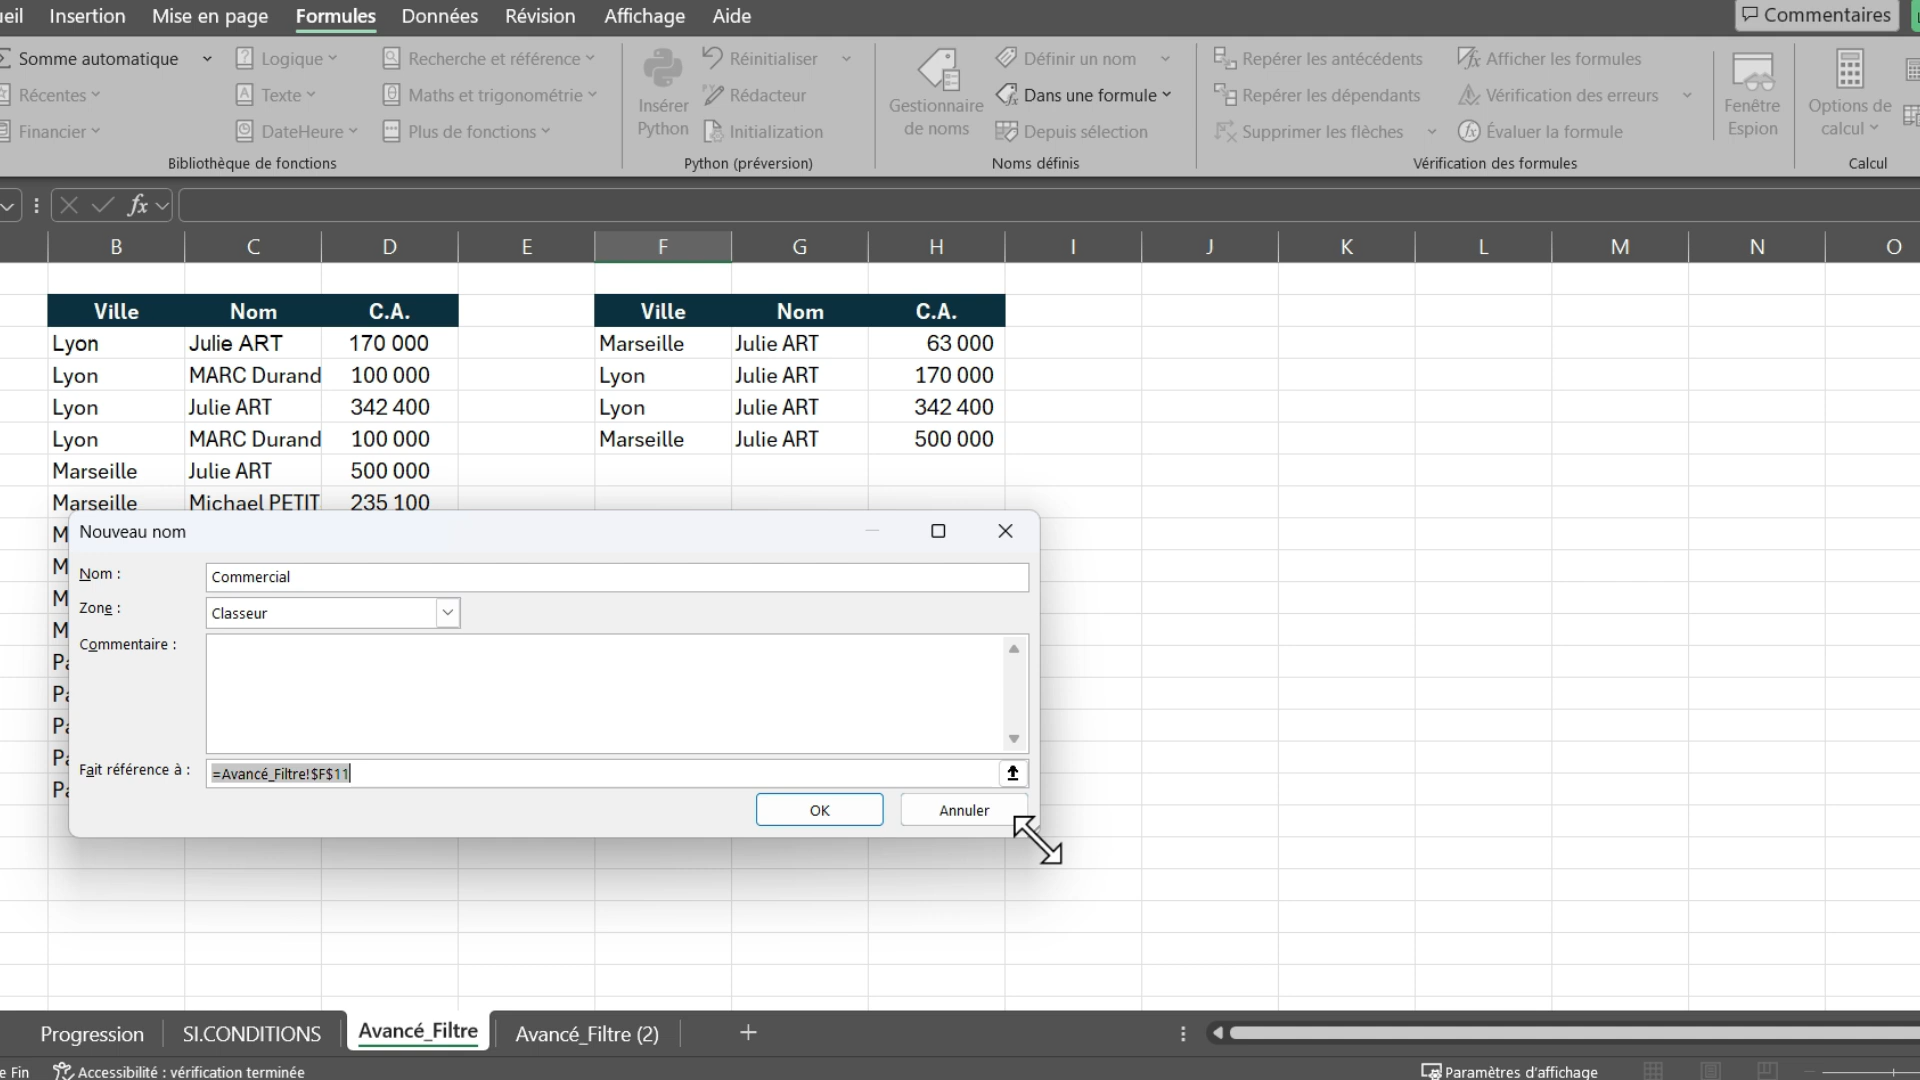 Insertion Mise en page Formules Données Révision Affichage Aide Commentaires
Somme automatique Logique Recherche et référence Réinitialiser Définir un nom Repérer les antécédents Afficher les formules
Récentes Texte Maths et trigonométrie Insérer Python Rédacteur Gestionnaire de noms Dans une formule Repérer les dépendants Vérification des erreurs Fenêtre Espion Options de calcul
Financier DateHeure Plus de fonctions Initialization Depuis sélection Supprimer les flèches Évaluer la formule
Bibliothèque de fonctions Python (préversion) Noms définis Vérification des formules Calcul
fx
B C D E F G H I J K L M N O
Ville Nom C.A. Ville Nom C.A.
Lyon Julie ART 170 000 Marseille Julie ART 63 000
Lyon MARC Durand 100 000 Lyon Julie ART 170 000
Lyon Julie ART 342 400 Lyon Julie ART 342 400
Lyon MARC Durand 100 000 Marseille Julie ART 500 000
Marseille Julie ART 500 000
Marseille Michael PETIT 235 100
Nouveau nom
Nom : Commercial
Zone : Classeur
Commentaire :
Fait référence à : =Avancé_Filtre!$F$11
OK Annuler
Progression SI.CONDITIONS Avancé_Filtre Avancé_Filtre (2) +
Fin Accessibilité : vérification terminée Paramètres d'affichage